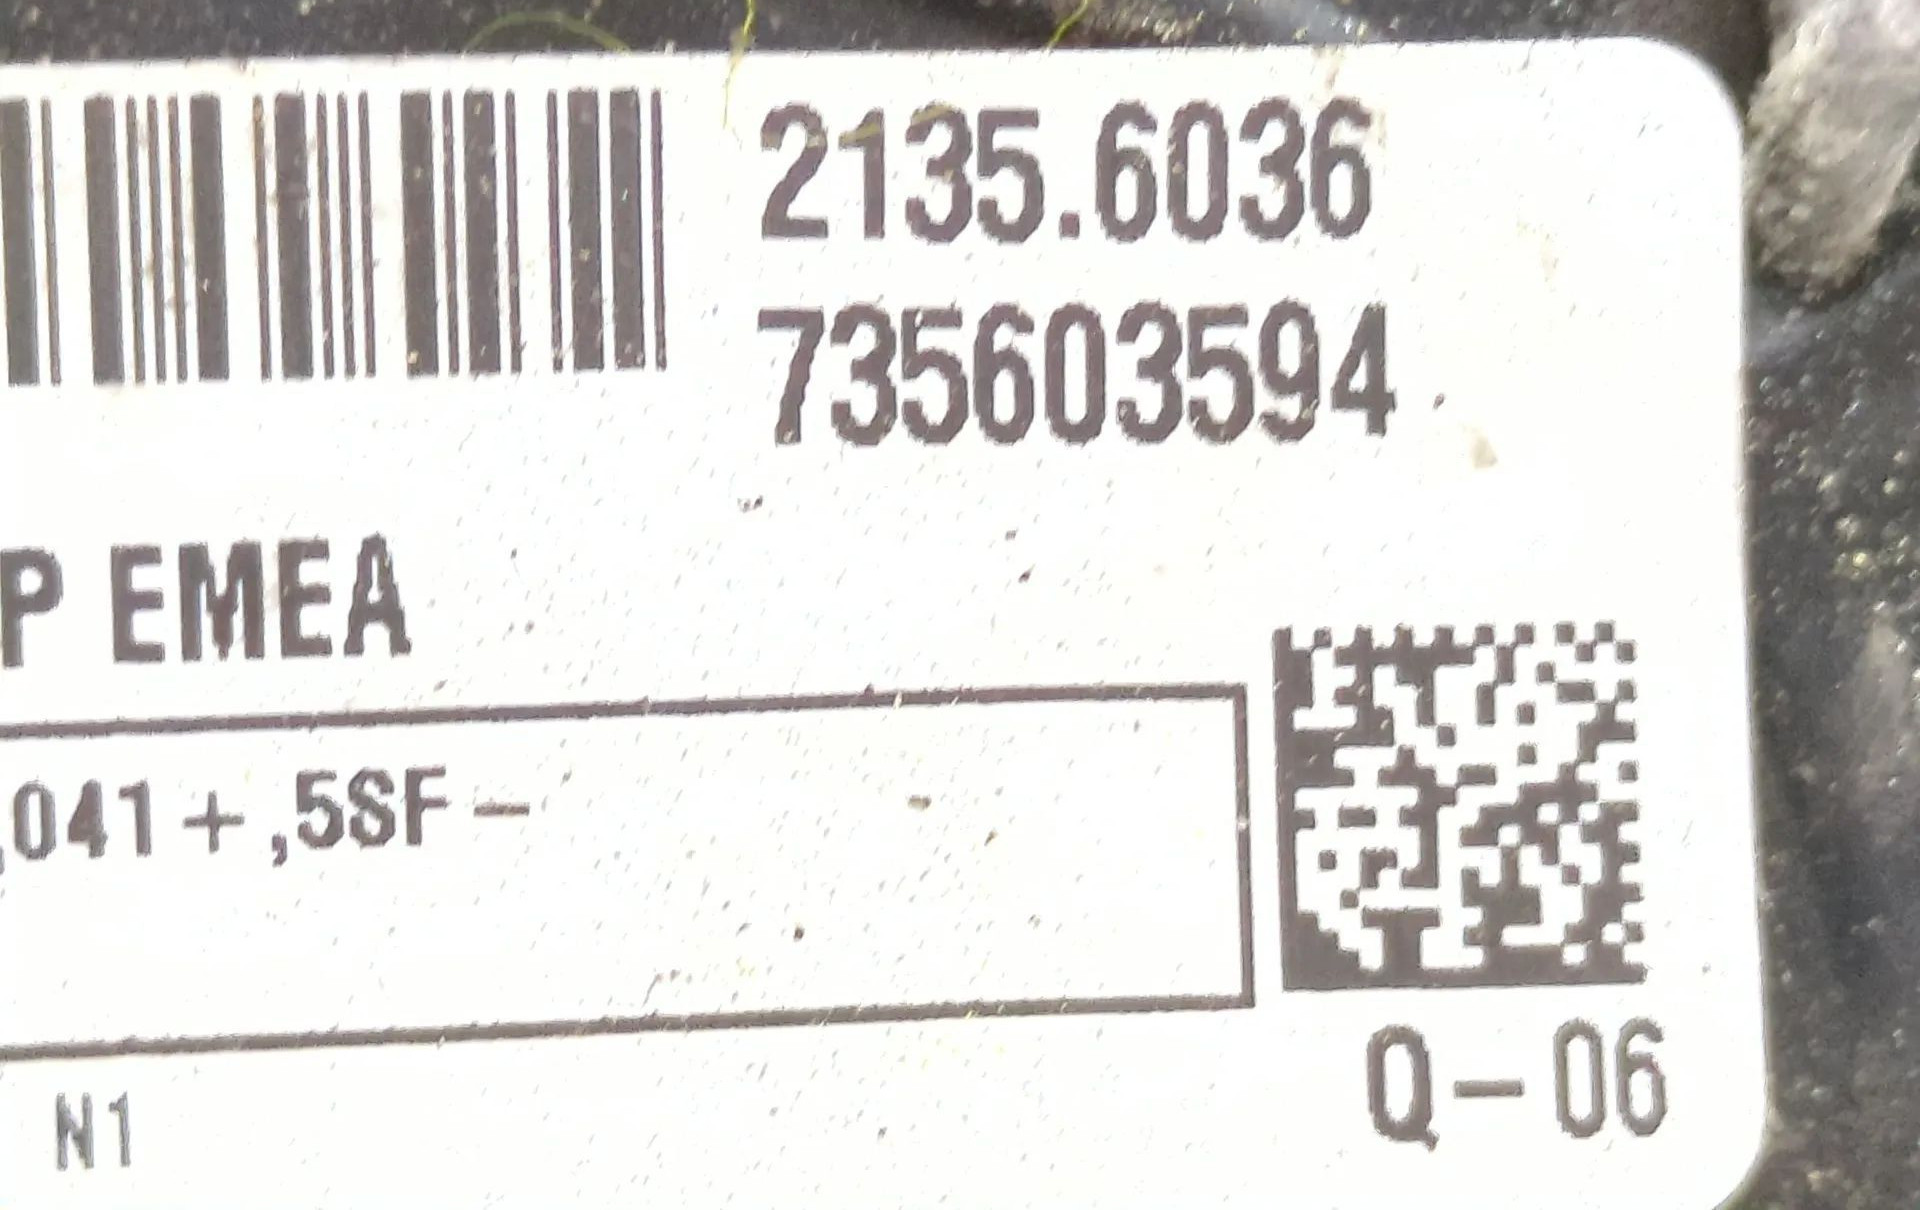 2135.6036
735603594
P EMEA
,041+,5SF-
Q-06
N1